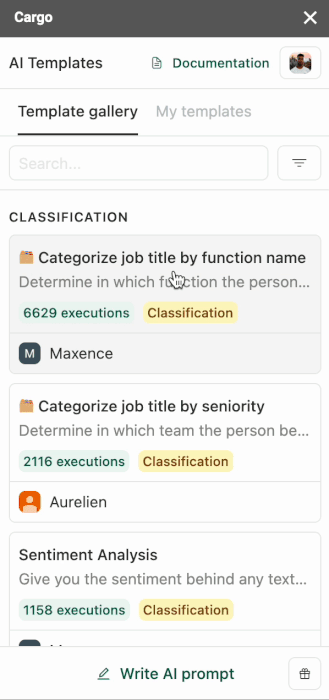 Cargo
AI Templates
Documentation
Template gallery
My templates
Search...
CLASSIFICATION
Categorize job title by function name
Determine in which function the person...
6629 executions
Classification
M
Maxence
Categorize job title by seniority
Determine in which team the person be...
2116 executions
Classification
Aurelien
Sentiment Analysis
Give you the sentiment behind any text...
1158 executions
Classification
Write AI prompt